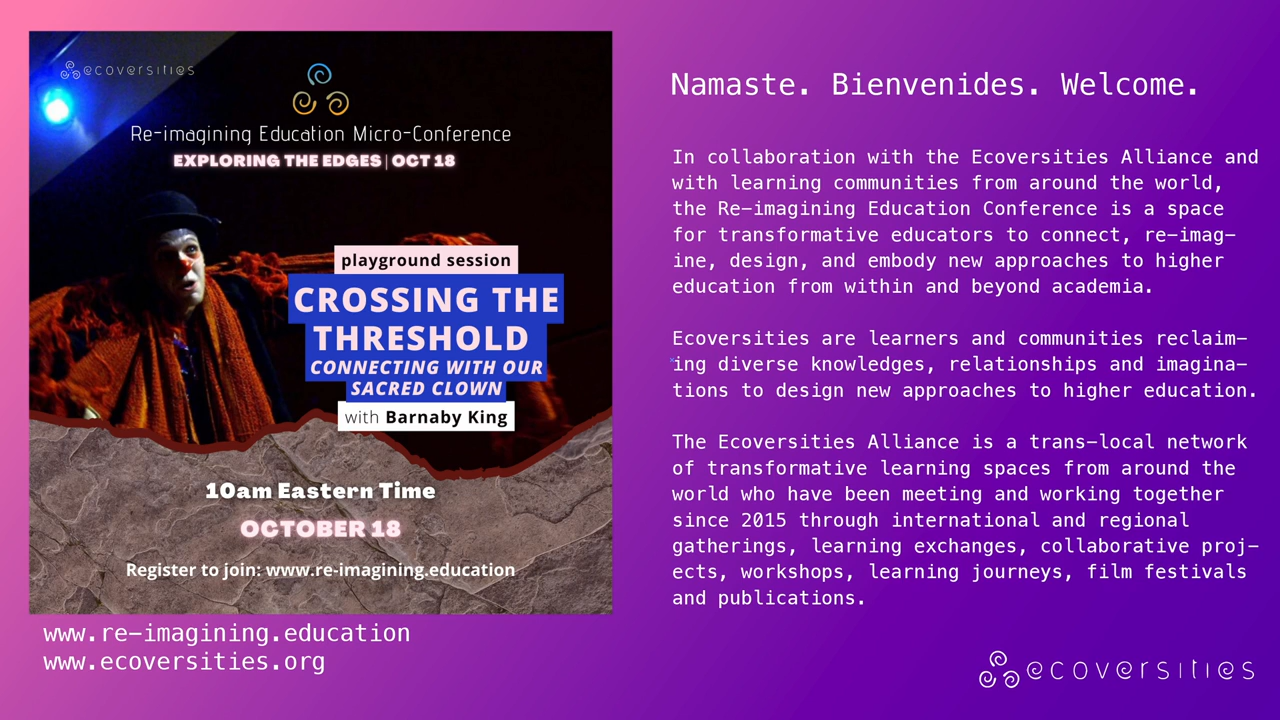 ecoversities
Re-imagining Education Micro-Conference
EXPLORING THE EDGES | OCT 18
playground session
CROSSING THE
THRESHOLD
CONNECTING WITH OUR
SACRED CLOWN
with Barnaby King
10am Eastern Time
OCTOBER 18
Register to join: www.re-imagining.education
www.re-imagining.education
www.ecoversities.org
Namaste. Bienvenides. Welcome.
In collaboration with the Ecoversities Alliance and
with learning communities from around the world,
the Re-imagining Education Conference is a space
for transformative educators to connect, re-imag-
ine, design, and embody new approaches to higher
education from within and beyond academia.
Ecoversities are learners and communities reclaim-
ing diverse knowledges, relationships and imagina-
tions to design new approaches to higher education.
The Ecoversities Alliance is a trans-local network
of transformative learning spaces from around the
world who have been meeting and working together
since 2015 through international and regional
gatherings, learning exchanges, collaborative proj-
ects, workshops, learning journeys, film festivals
and publications.
ecoversities